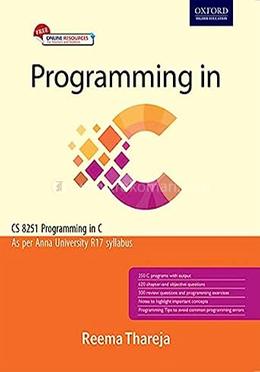 FREE
ONLINE RESOURCES
OXFORD
HIGHER EDUCATION
Programming in
C
CS 8251 Programming in C
As per Anna University R17 syllabus
250 C programs with output
620 chapter-end objective questions
500 review questions and programming exercises
Notes to highlight important concepts
Programming Tips to avoid common programming errors
Reema Thareja